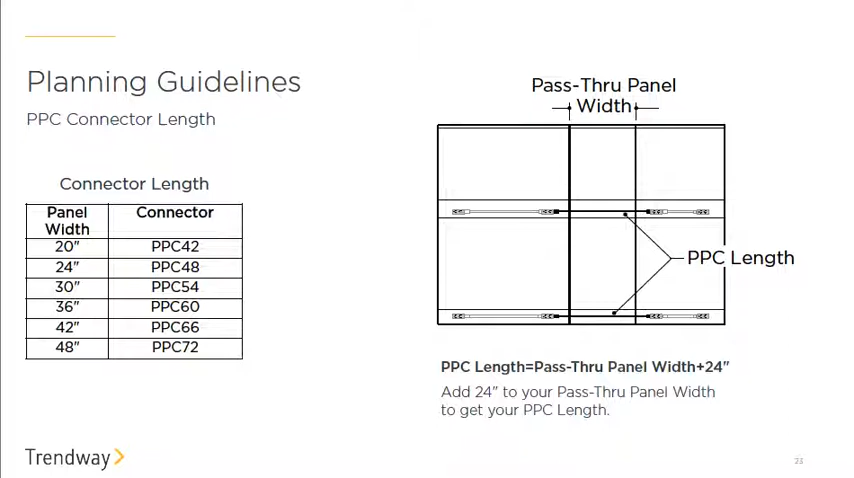 Planning Guidelines
PPC Connector Length
Connector Length
Panel Width Connector
20" PPC42
24" PPC48
30" PPC54
36" PPC60
42" PPC66
48" PPC72
Pass-Thru Panel
Width
PPC Length
PPC Length=Pass-Thru Panel Width+24"
Add 24" to your Pass-Thru Panel Width
to get your PPC Length.
Trendway
23